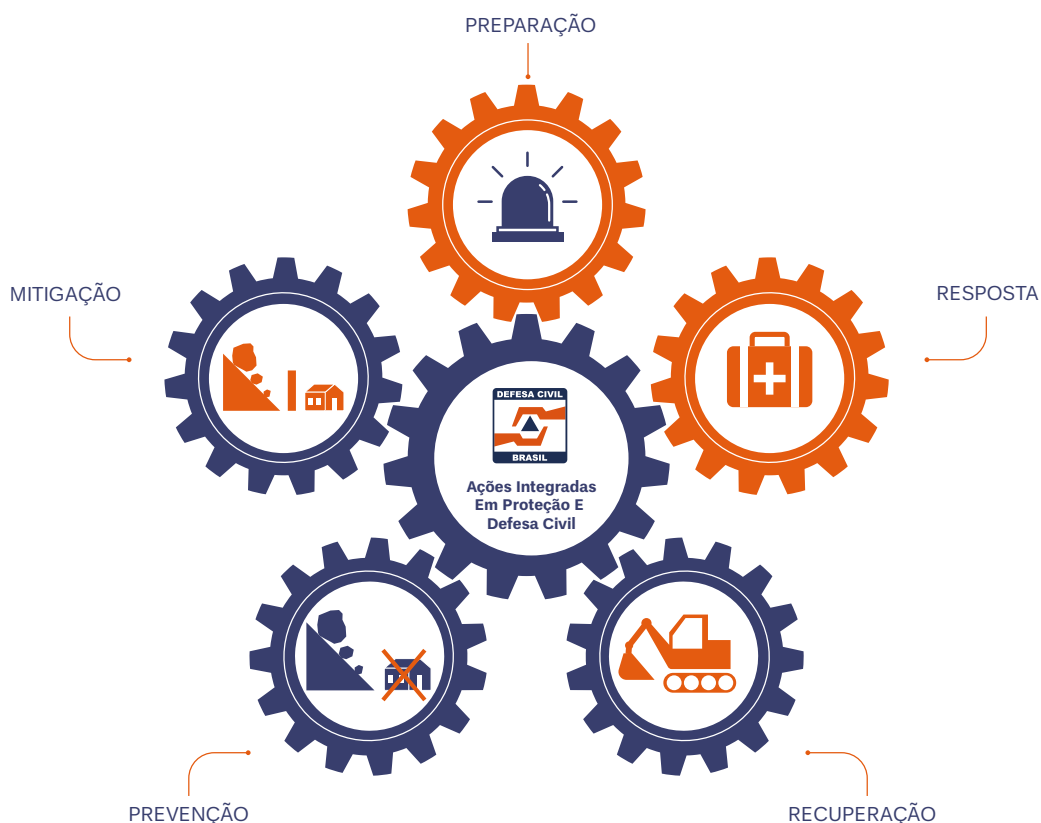 PREPARAÇÃO
MITIGAÇÃO
RESPOSTA
DEFESA CIVIL
BRASIL
Ações Integradas
Em Proteção E
Defesa Civil
PREVENÇÃO
RECUPERAÇÃO